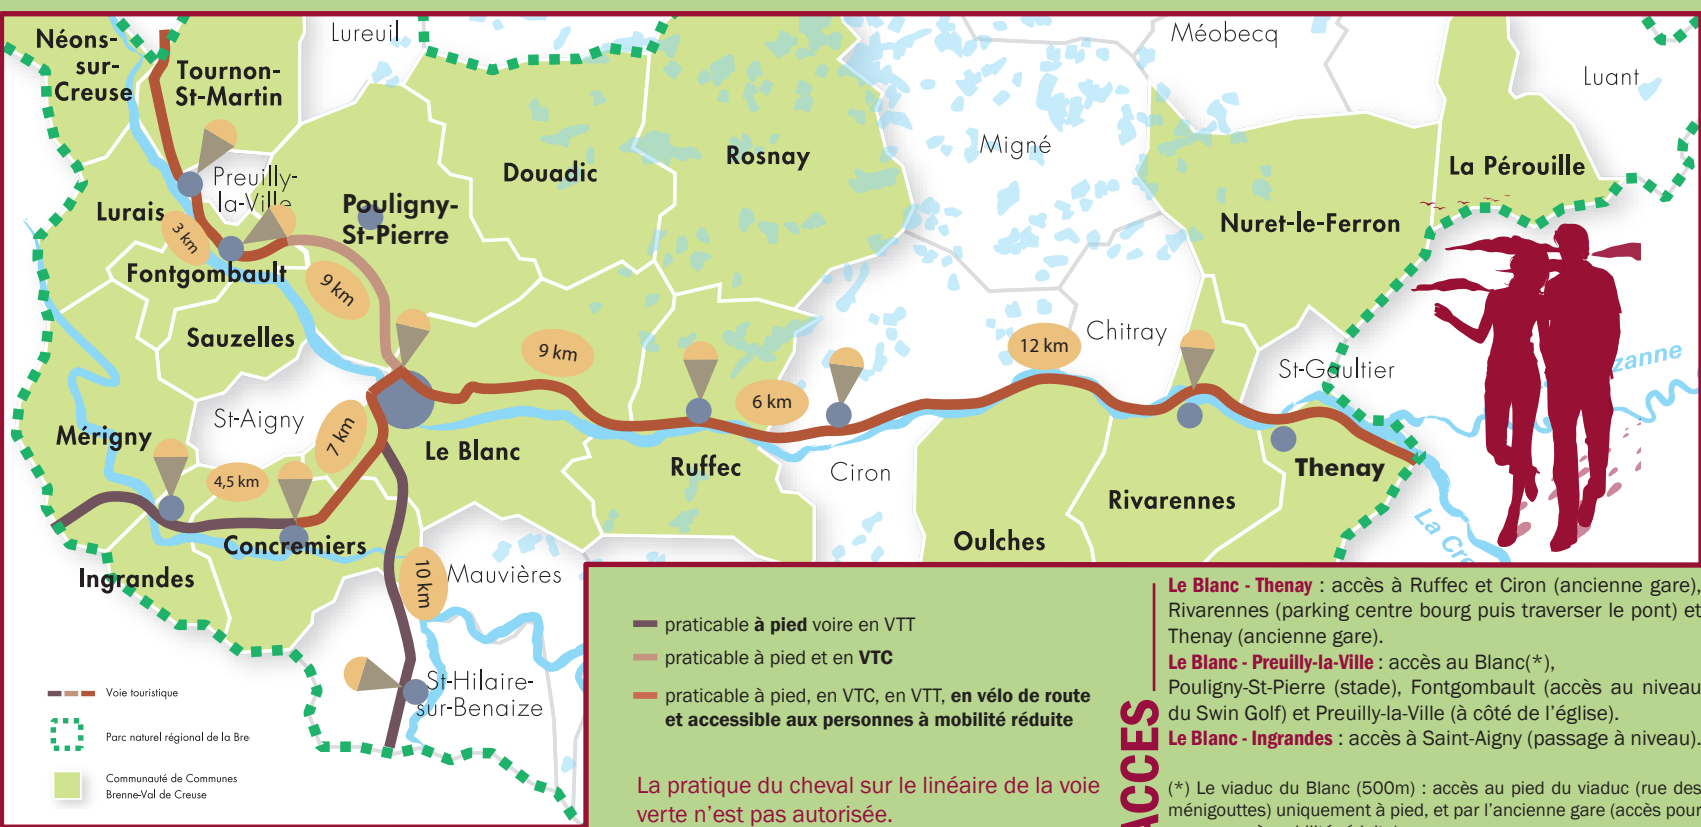 Néons-
sur-
Creuse
Tournon-
St-Martin
Lureuil
Méobecq
Luant
Migné
Rosnay
Douadic
La Pérouille
Preuilly-
la-Ville
Pouligny-
St-Pierre
Lurais
3 km
Nuret-le-Ferron
Fontgombault
9 km
Sauzelles
9 km
12 km
Chitray
St-Gaultier
zanne
St-Aigny
7 km
6 km
Mérigny
Le Blanc
Ruffec
Ciron
Thenay
4,5 km
Rivarennes
Oulches
La Cre
Concremiers
Ingrandes
10 km
Mauvières
St-Hilaire-
sur-Benaize
Voie touristique
Parc naturel régional de la Bre
Communauté de Communes
Brenne-Val de Creuse
praticable à pied voire en VTT
praticable à pied et en VTC
praticable à pied, en VTC, en VTT, en vélo de route
et accessible aux personnes à mobilité réduite
La pratique du cheval sur le linéaire de la voie
verte n'est pas autorisée.
ACCES
Le Blanc - Thenay : accès à Ruffec et Ciron (ancienne gare),
Rivarennes (parking centre bourg puis traverser le pont) et
Thenay (ancienne gare).
Le Blanc - Preuilly-la-Ville : accès au Blanc(*),
Pouligny-St-Pierre (stade), Fontgombault (accès au niveau
du Swin Golf) et Preuilly-la-Ville (à côté de l'église).
Le Blanc - Ingrandes : accès à Saint-Aigny (passage à niveau).
(*) Le viaduc du Blanc (500m) : accès au pied du viaduc (rue des
ménigouttes) uniquement à pied, et par l'ancienne gare (accès pour